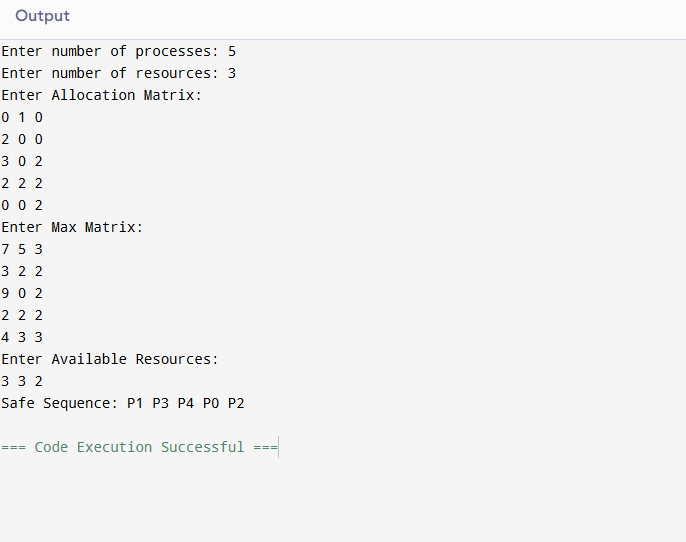 Output
Enter number of processes: 5
Enter number of resources: 3
Enter Allocation Matrix:
0 1 0
2 0 0
3 0 2
2 2 2
0 0 2
Enter Max Matrix:
7 5 3
3 2 2
9 0 2
2 2 2
4 3 3
Enter Available Resources:
3 3 2
Safe Sequence: P1 P3 P4 P0 P2
=== Code Execution Successful ===